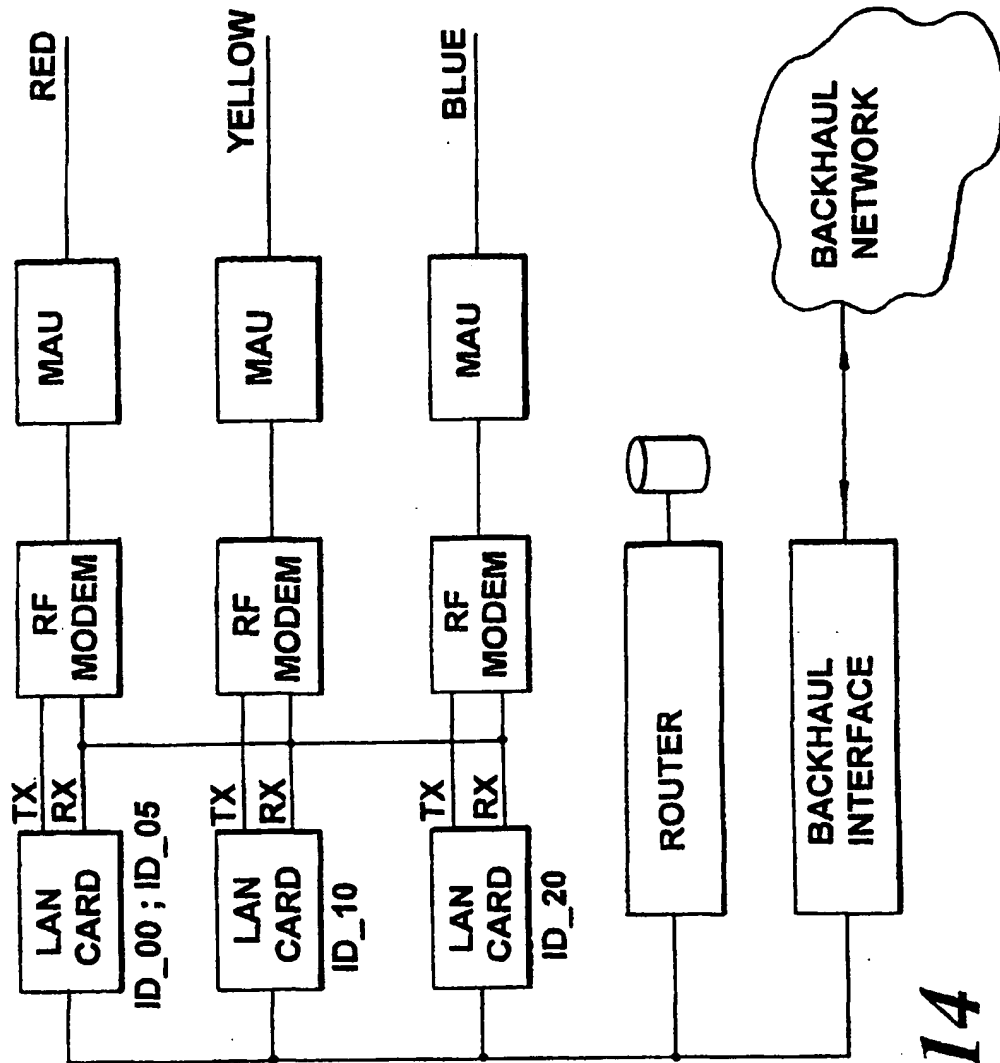 RED
MAU
RF
MODEM
TX
RX
LAN
CARD
ID_00 ; ID_05
YELLOW
MAU
RF
MODEM
TX
RX
LAN
CARD
ID_10
BLUE
MAU
RF
MODEM
TX
RX
LAN
CARD
ID_20
ROUTER
BACKHAUL
NETWORK
BACKHAUL
INTERFACE
14